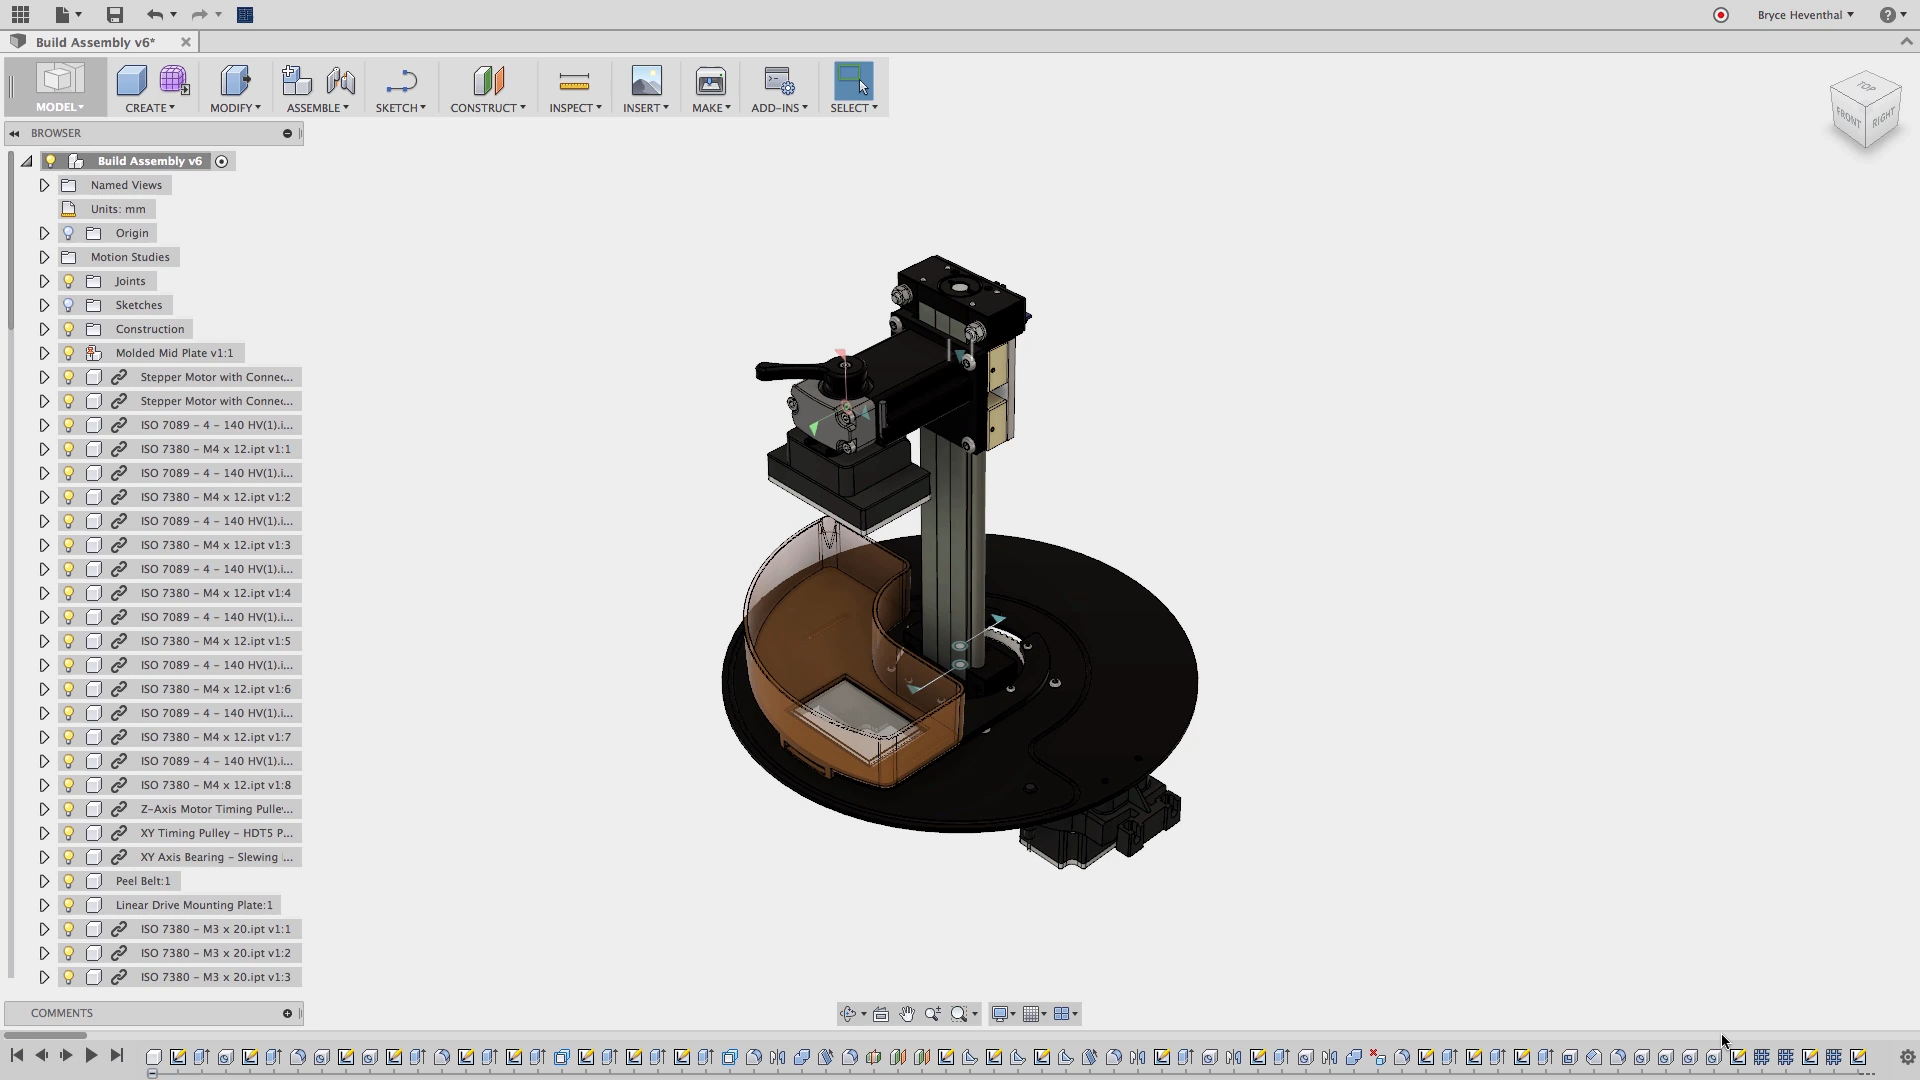 Bryce Heventhal
Build Assembly v6*
MODEL
CREATE
MODIFY
ASSEMBLE
SKETCH
CONSTRUCT
INSPECT
INSERT
MAKE
ADD-INS
SELECT
TOP
FRONT
RIGHT
BROWSER
Build Assembly v6
Named Views
Units: mm
Origin
Motion Studies
Joints
Sketches
Construction
Molded Mid Plate v1:1
Stepper Motor with Connec...
Stepper Motor with Connec...
ISO 7089 - 4 - 140 HV(1).i...
ISO 7380 - M4 x 12.ipt v1:1
ISO 7089 - 4 - 140 HV(1).i...
ISO 7380 - M4 x 12.ipt v1:2
ISO 7089 - 4 - 140 HV(1).i...
ISO 7380 - M4 x 12.ipt v1:3
ISO 7089 - 4 - 140 HV(1).i...
ISO 7380 - M4 x 12.ipt v1:4
ISO 7089 - 4 - 140 HV(1).i...
ISO 7380 - M4 x 12.ipt v1:5
ISO 7089 - 4 - 140 HV(1).i...
ISO 7380 - M4 x 12.ipt v1:6
ISO 7089 - 4 - 140 HV(1).i...
ISO 7380 - M4 x 12.ipt v1:7
ISO 7089 - 4 - 140 HV(1).i...
ISO 7380 - M4 x 12.ipt v1:8
Z-Axis Motor Timing Pulle...
XY Timing Pulley - HDT5 P...
XY Axis Bearing - Slewing ...
Peel Belt:1
Linear Drive Mounting Plate:1
ISO 7380 - M3 x 20.ipt v1:1
ISO 7380 - M3 x 20.ipt v1:2
ISO 7380 - M3 x 20.ipt v1:3
COMMENTS